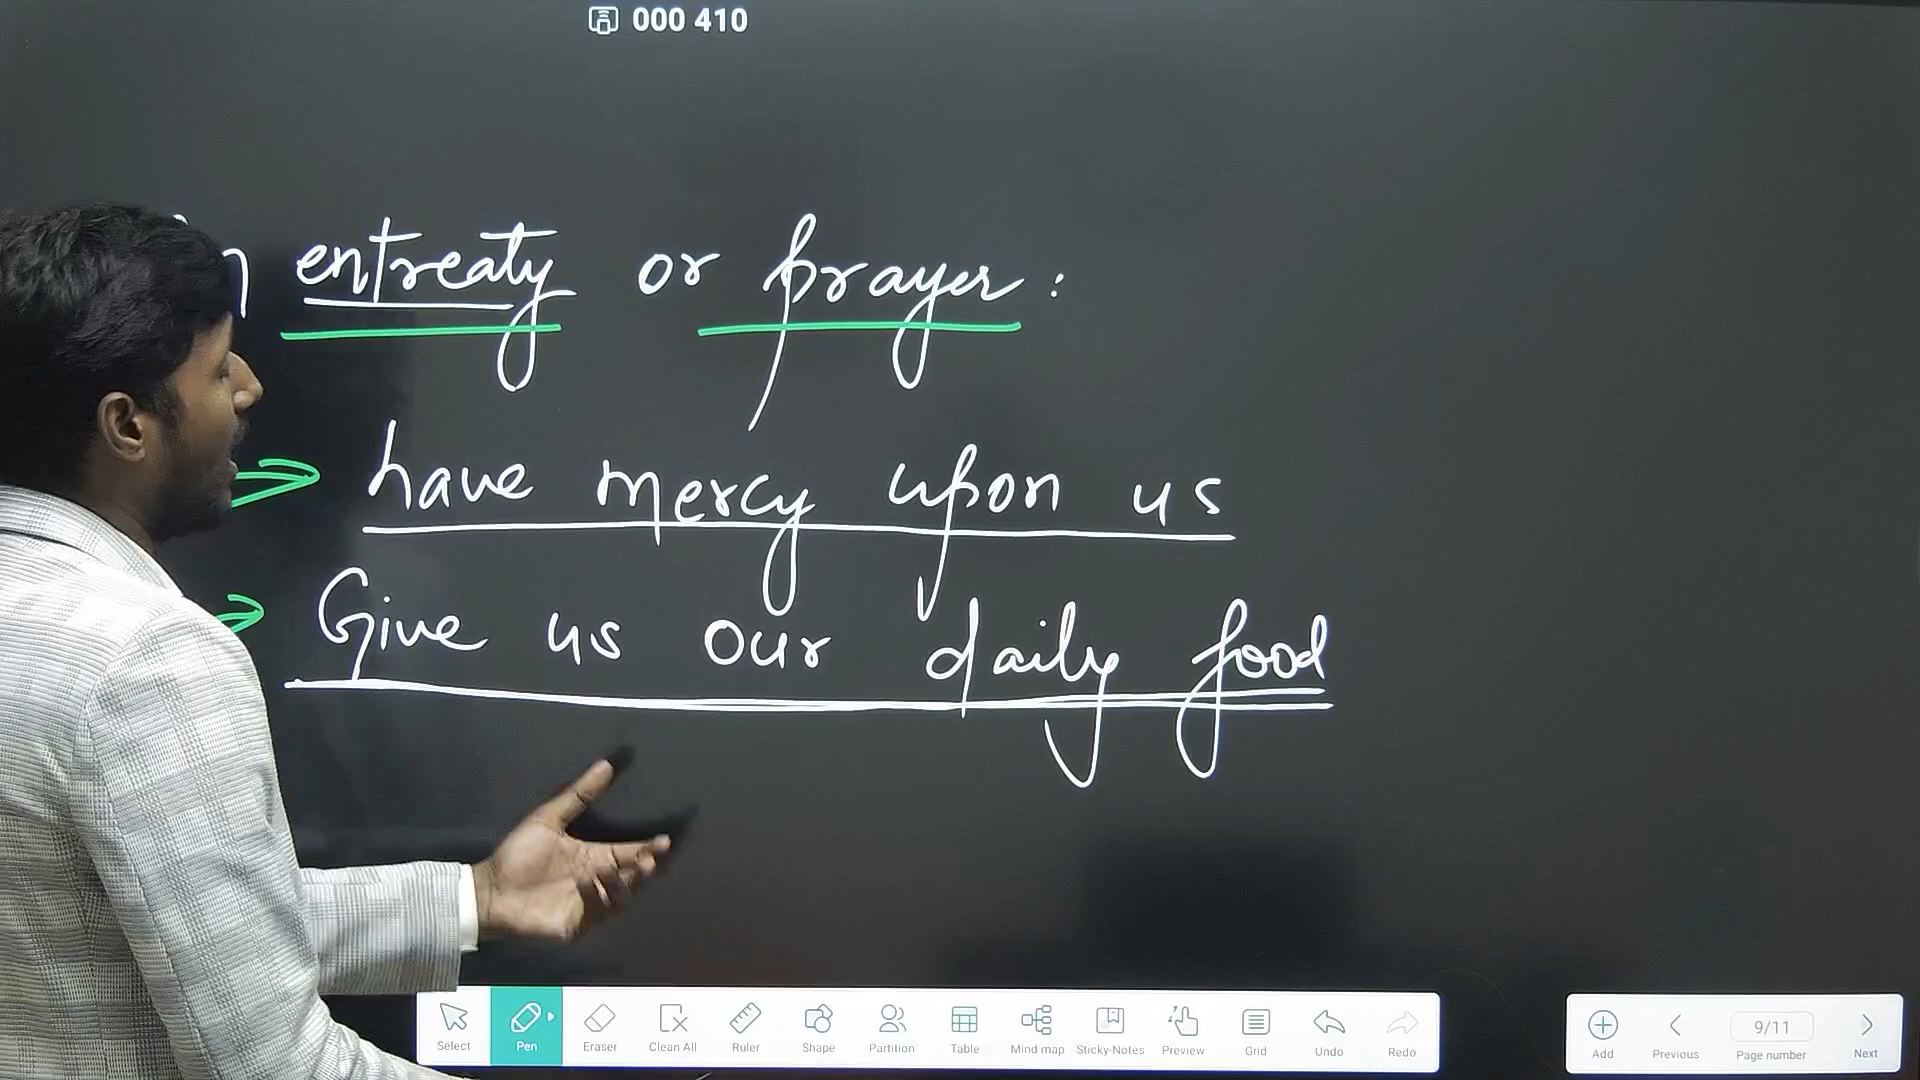 000 410
entreaty or prayer :
have mercy upon us
Give us our daily food
Select Pen Eraser Clean All Ruler Shape Partition Table Mind map Sticky-Notes Preview Grid Undo Redo
Add Previous 9/11 Page number Next